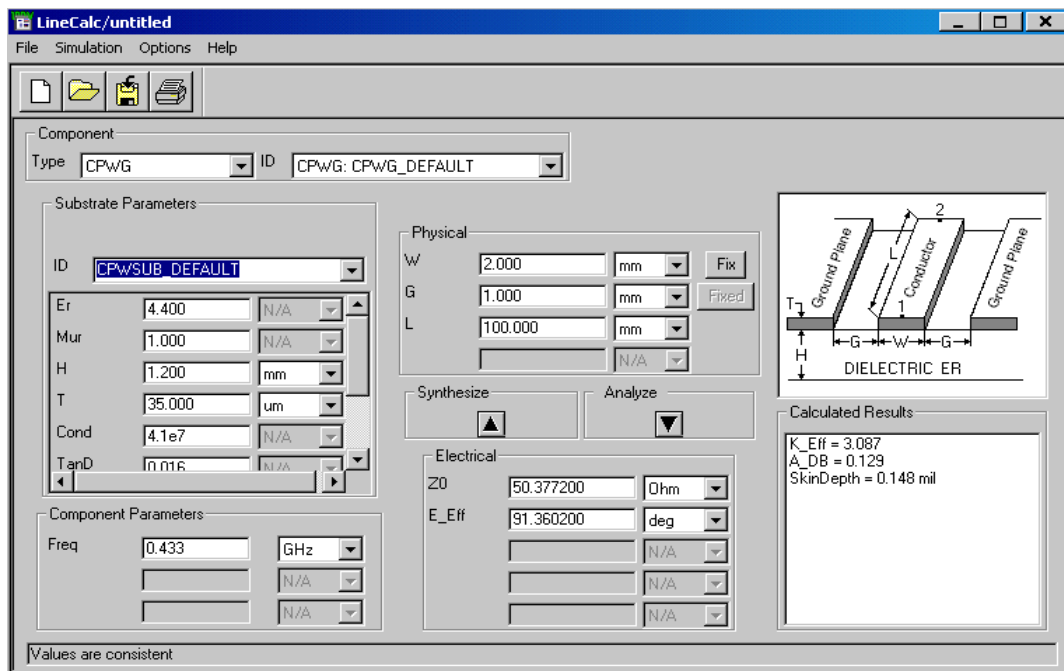 LineCalc/untitled
File Simulation Options Help
Component
Type CPWG ID CPWG: CPWG_DEFAULT
Substrate Parameters
ID CPWSUB_DEFAULT
Er 4.400 N/A
Mur 1.000 N/A
H 1.200 mm
T 35.000 um
Cond 4.1e7 N/A
TanD 0.016 N/A
Component Parameters
Freq 0.433 GHz
N/A
N/A
Physical
W 2.000 mm Fix
G 1.000 mm Fixed
L 100.000 mm
N/A
Synthesize Analyze
Electrical
Z0 50.377200 Ohm
E_Eff 91.360200 deg
N/A
N/A
N/A
2
Ground Plane
L
Conductor
Ground Plane
1
T
G W G
H
DIELECTRIC ER
Calculated Results
K_Eff = 3.087
A_DB = 0.129
SkinDepth = 0.148 mil
Values are consistent